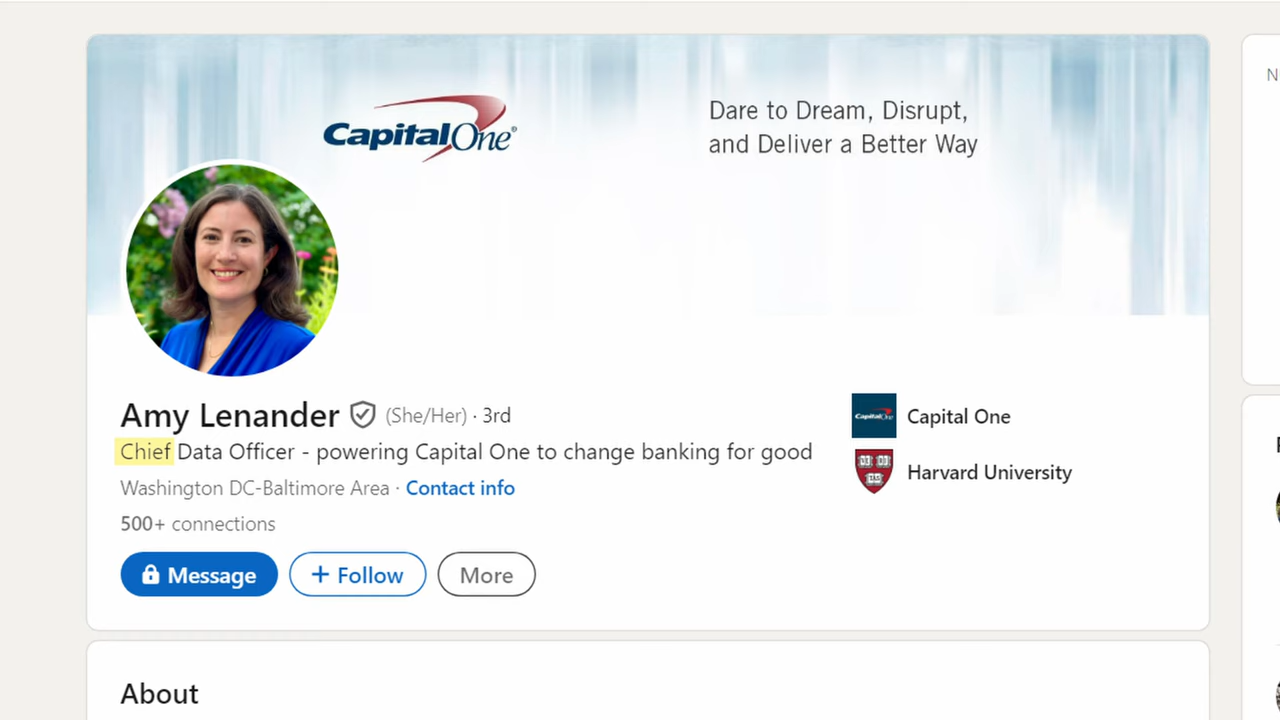 CapitalOne®
Dare to Dream, Disrupt,
and Deliver a Better Way
Amy Lenander (She/Her) · 3rd
Chief Data Officer - powering Capital One to change banking for good
Washington DC-Baltimore Area · Contact info
500+ connections
Message
+ Follow
More
CapitalOne
Capital One
Harvard University
About
N